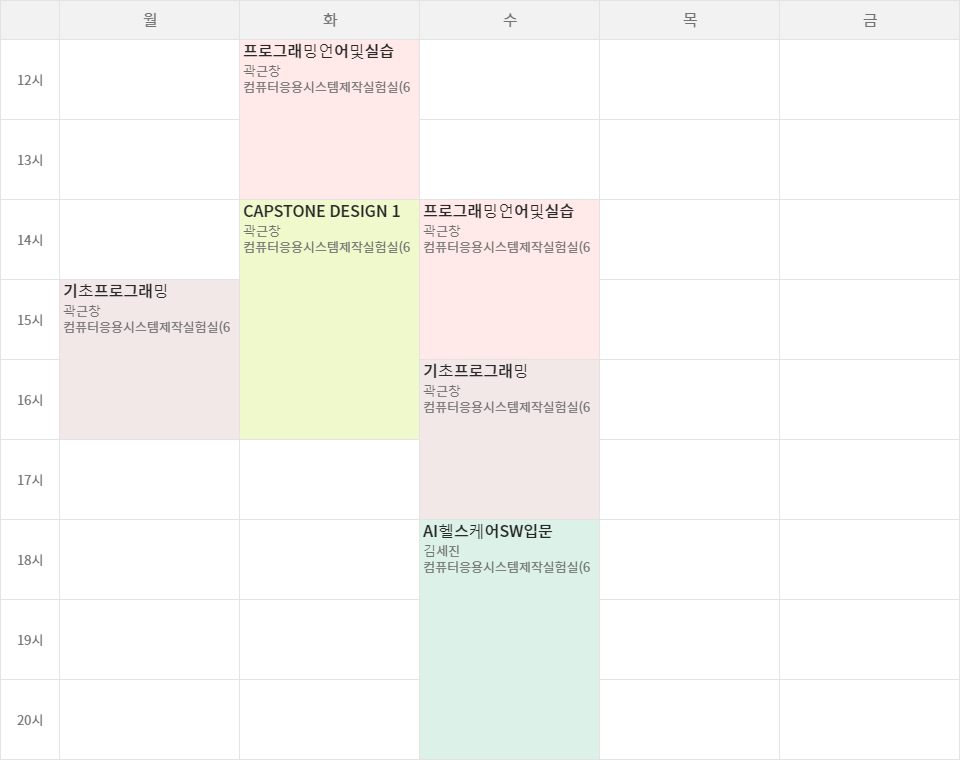 월 화 수 목 금
12시
프로그래밍언어및실습
곽근창
컴퓨터응용시스템제작실험실(6
13시
14시
CAPSTONE DESIGN 1
곽근창
컴퓨터응용시스템제작실험실(6
프로그래밍언어및실습
곽근창
컴퓨터응용시스템제작실험실(6
15시
기초프로그래밍
곽근창
컴퓨터응용시스템제작실험실(6
16시
기초프로그래밍
곽근창
컴퓨터응용시스템제작실험실(6
17시
18시
AI헬스케어SW입문
김세진
컴퓨터응용시스템제작실험실(6
19시
20시